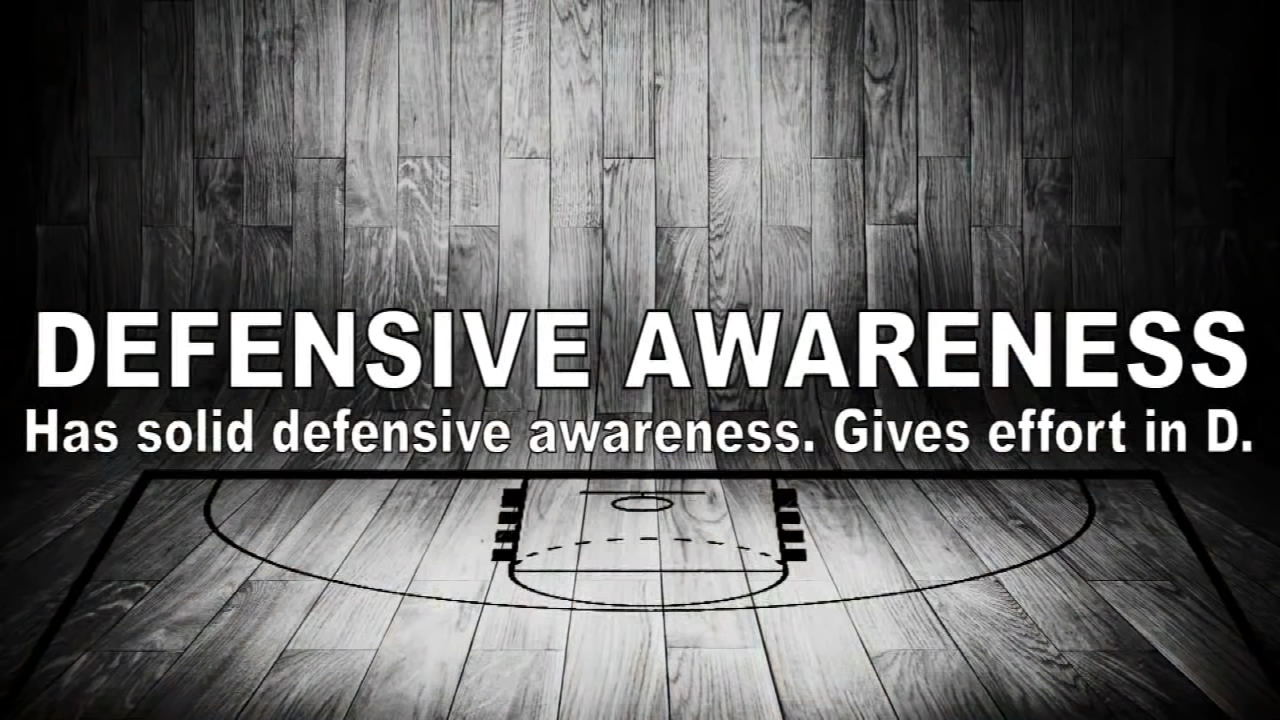 DEFENSIVE AWARENESS
Has solid defensive awareness. Gives effort in D.